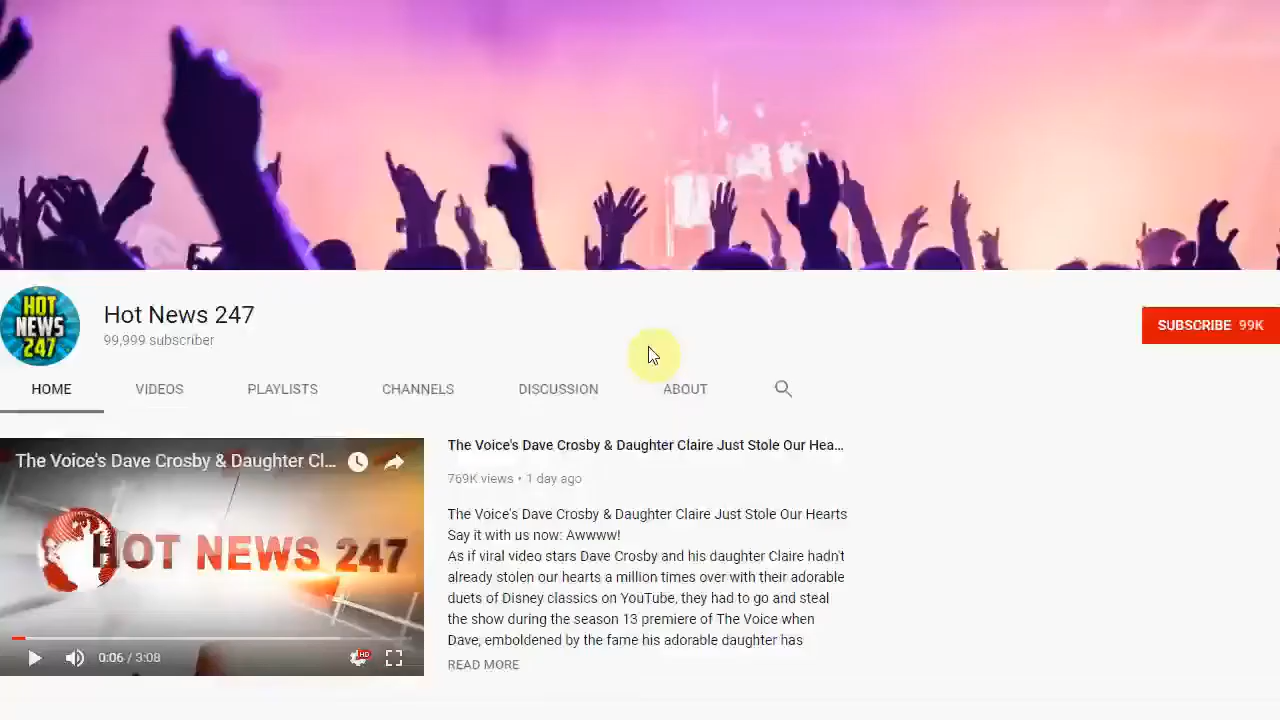 HOT
NEWS
247
Hot News 247
99,999 subscriber
SUBSCRIBE 99K
HOME
VIDEOS
PLAYLISTS
CHANNELS
DISCUSSION
ABOUT
The Voice's Dave Crosby & Daughter Cl...
HOT NEWS 247
0:06 / 3:08
HD
The Voice's Dave Crosby & Daughter Claire Just Stole Our Hea...
769K views • 1 day ago
The Voice's Dave Crosby & Daughter Claire Just Stole Our Hearts
Say it with us now: Awwww!
As if viral video stars Dave Crosby and his daughter Claire hadn't
already stolen our hearts a million times over with their adorable
duets of Disney classics on YouTube, they had to go and steal
the show during the season 13 premiere of The Voice when
Dave, emboldened by the fame his adorable daughter has
READ MORE